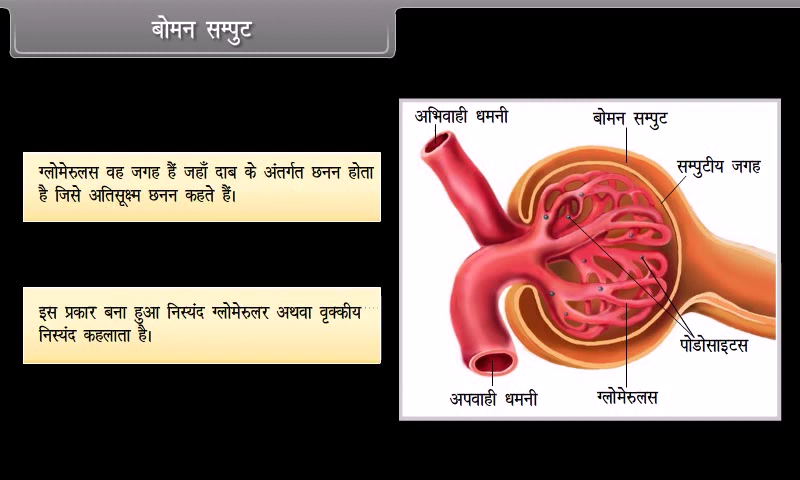 बोमन सम्पुट
ग्लोमेरुलस वह जगह हैं जहाँ दाब के अंतर्गत छनन होता
है जिसे अतिसूक्ष्म छनन कहते हैं।
इस प्रकार बना हुआ निस्यंद ग्लोमेरुलर अथवा वृक्कीय
निस्यंद कहलाता है।
अभिवाही धमनी
बोमन सम्पुट
सम्पुटीय जगह
पोडोसाइटस
ग्लोमेरुलस
अपवाही धमनी